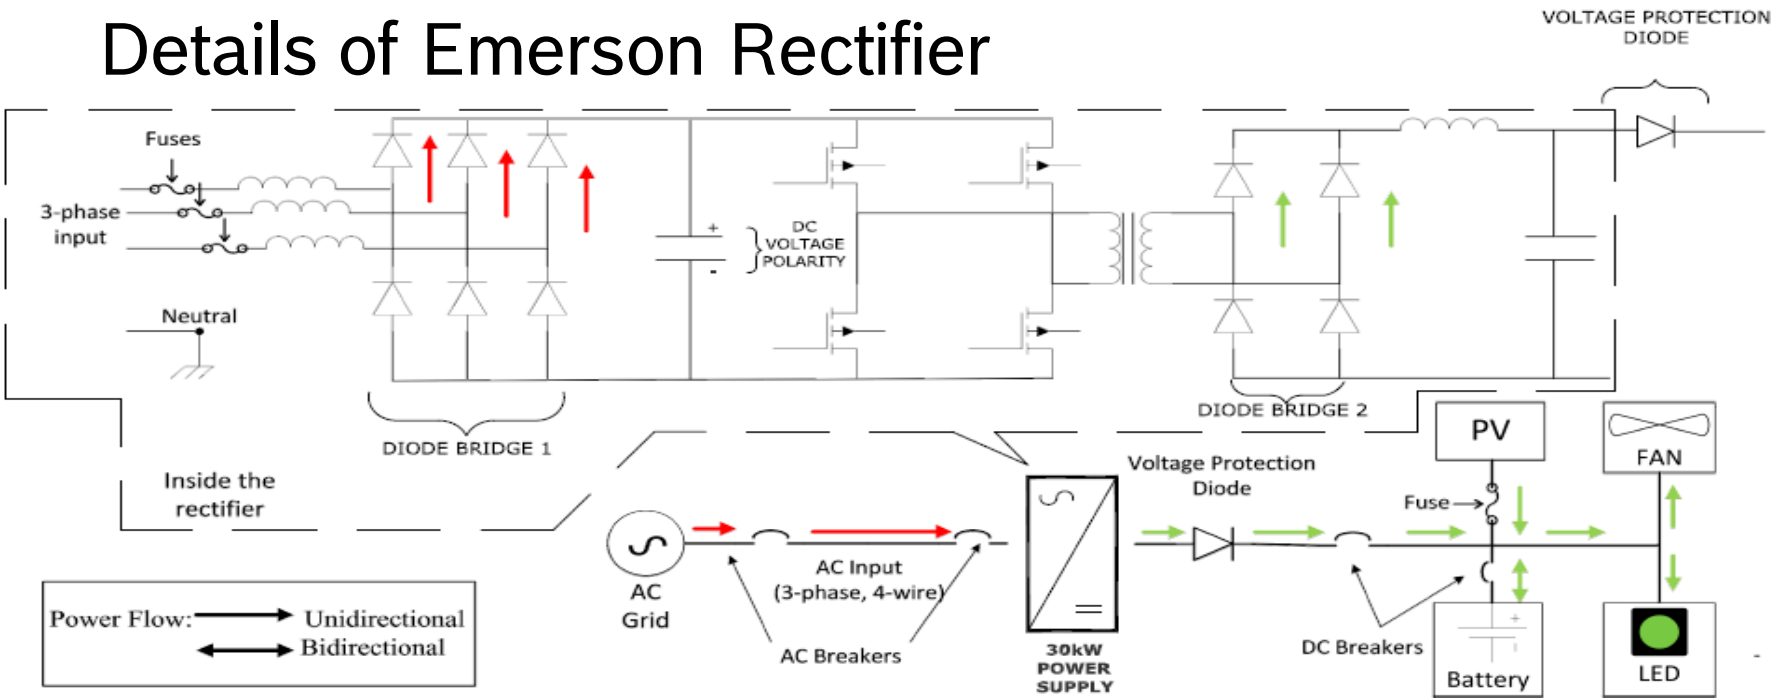 Details of Emerson Rectifier
VOLTAGE PROTECTION
DIODE
Fuses
3-phase
input
Neutral
+
-
DC
VOLTAGE
POLARITY
DIODE BRIDGE 1
DIODE BRIDGE 2
Inside the
rectifier
PV
FAN
Voltage Protection
Diode
Fuse
AC
Grid
AC Input
(3-phase, 4-wire)
AC Breakers
30kW
POWER
SUPPLY
DC Breakers
+
-
Battery
LED
-
Power Flow: Unidirectional
Bidirectional